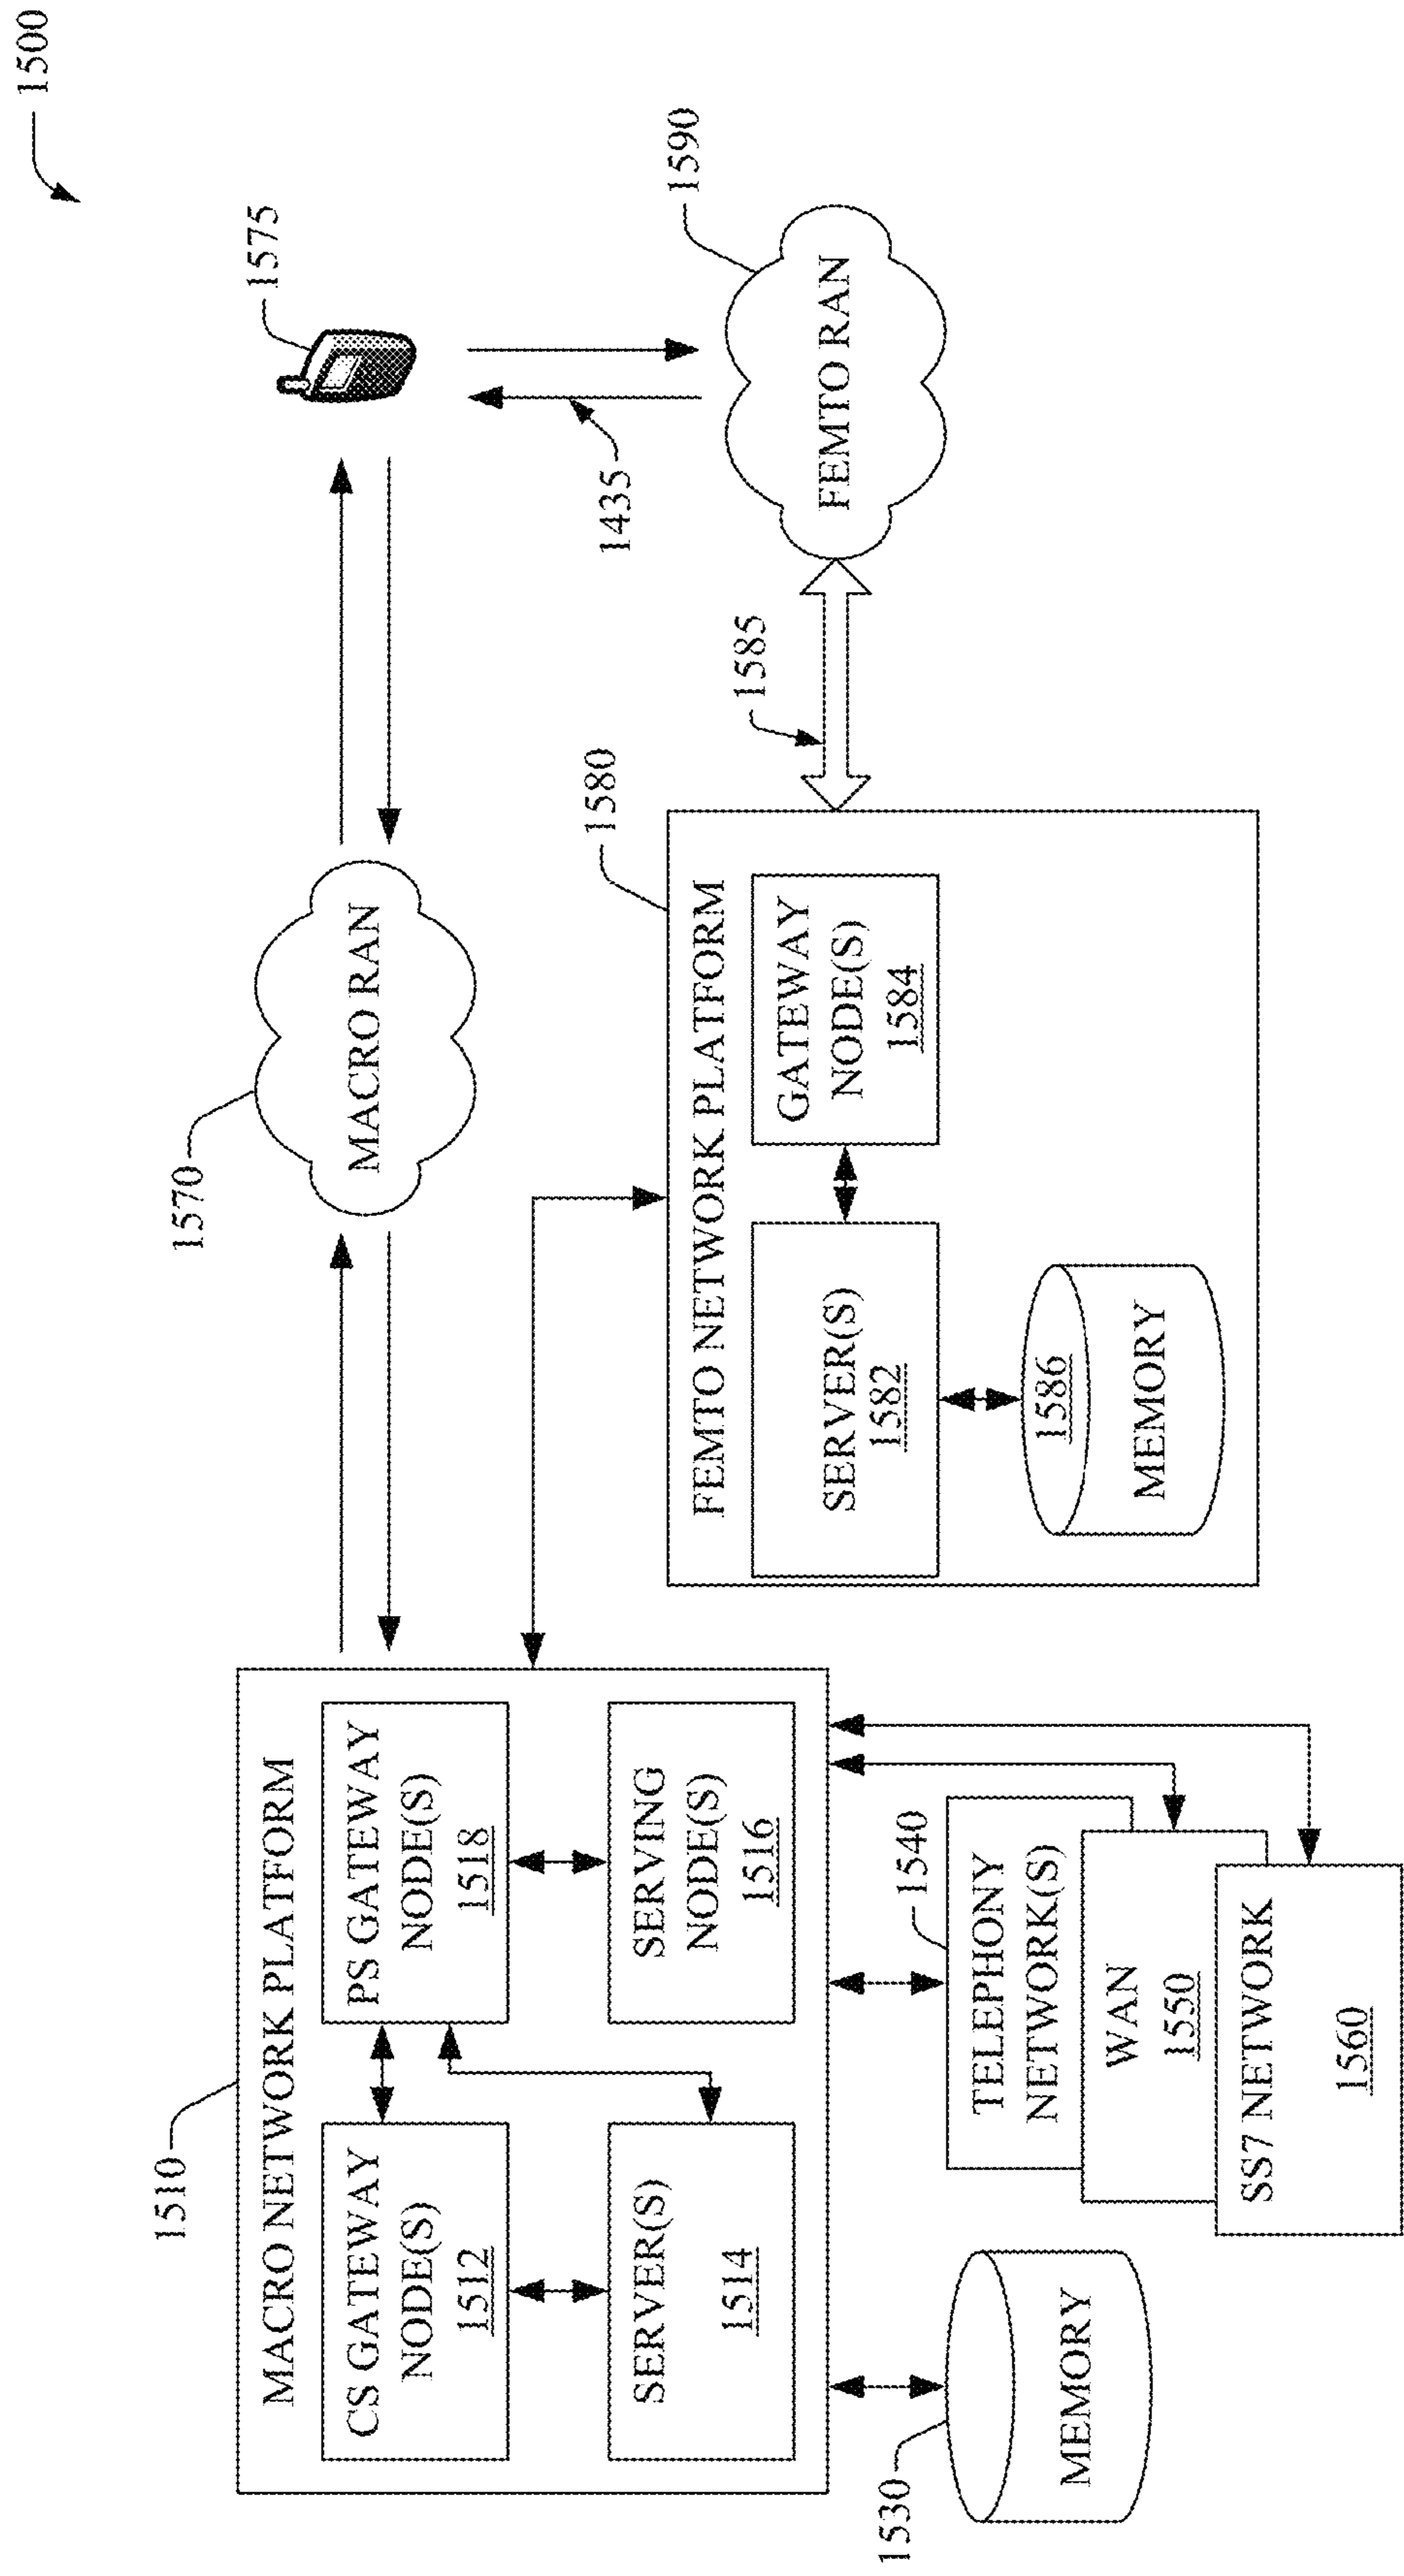 1500
1575
1570
MACRO RAN
1590
FEMTO RAN
1435
1585
1580
FEMTO NETWORK PLATFORM
SERVER(S)
1582
GATEWAY
NODE(S)
1584
1586
MEMORY
1510
MACRO NETWORK PLATFORM
CS GATEWAY
NODE(S)
1512
PS GATEWAY
NODE(S)
1518
SERVER(S)
1514
SERVING
NODE(S)
1516
1530
MEMORY
1540
TELEPHONY
NETWORK(S)
WAN
1550
SS7 NETWORK
1560